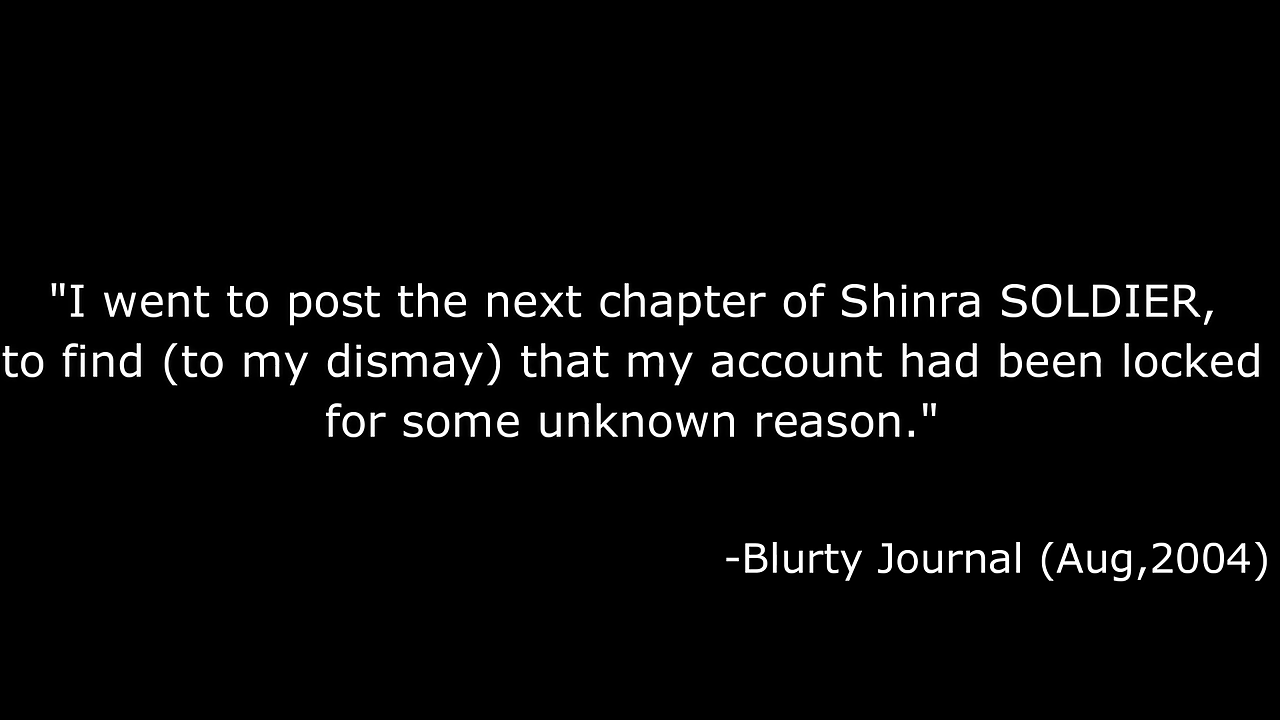 "I went to post the next chapter of Shinra SOLDIER,
to find (to my dismay) that my account had been locked
for some unknown reason."
-Blurty Journal (Aug,2004)